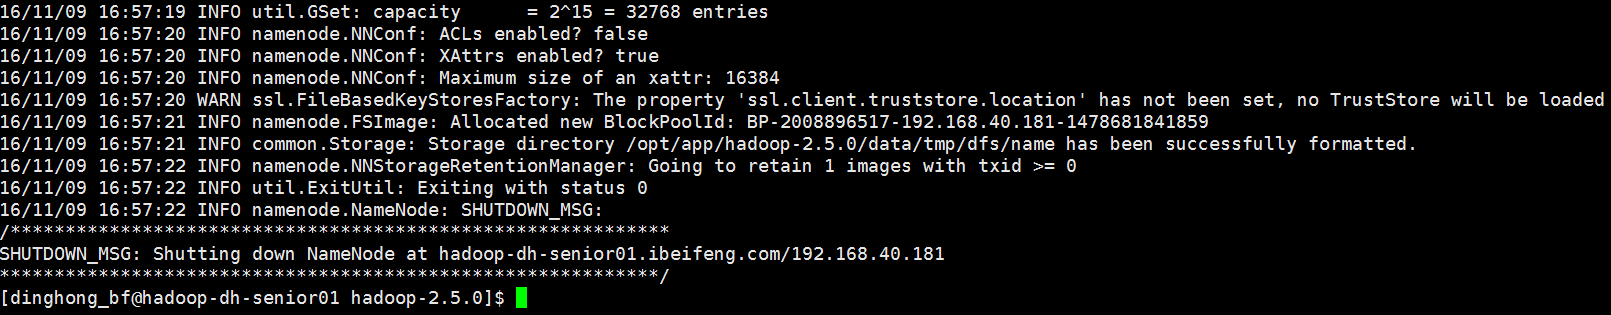 16/11/09 16:57:19 INFO util.GSet: capacity      = 2^15 = 32768 entries
16/11/09 16:57:20 INFO namenode.NNConf: ACLs enabled? false
16/11/09 16:57:20 INFO namenode.NNConf: XAttrs enabled? true
16/11/09 16:57:20 INFO namenode.NNConf: Maximum size of an xattr: 16384
16/11/09 16:57:20 WARN ssl.FileBasedKeyStoresFactory: The property 'ssl.client.truststore.location' has not been set, no TrustStore will be loaded
16/11/09 16:57:21 INFO namenode.FSImage: Allocated new BlockPoolId: BP-2008896517-192.168.40.181-1478681841859
16/11/09 16:57:21 INFO common.Storage: Storage directory /opt/app/hadoop-2.5.0/data/tmp/dfs/name has been successfully formatted.
16/11/09 16:57:22 INFO namenode.NNStorageRetentionManager: Going to retain 1 images with txid >= 0
16/11/09 16:57:22 INFO util.ExitUtil: Exiting with status 0
16/11/09 16:57:22 INFO namenode.NameNode: SHUTDOWN_MSG:
/************************************************************
SHUTDOWN_MSG: Shutting down NameNode at hadoop-dh-senior01.ibeifeng.com/192.168.40.181
************************************************************/
[dinghong_bf@hadoop-dh-senior01 hadoop-2.5.0]$